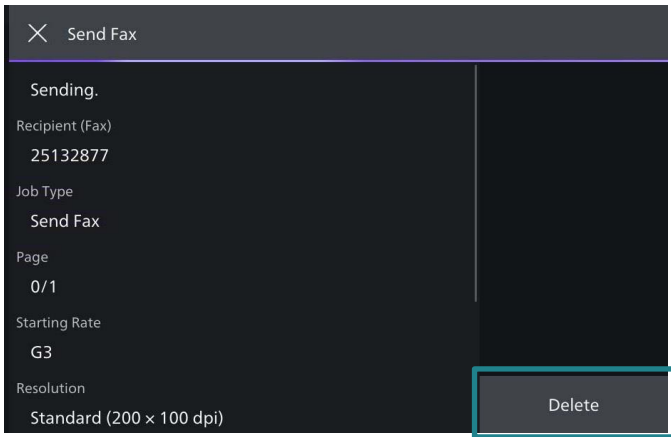 Send Fax
Sending.
Recipient (Fax)
25132877
Job Type
Send Fax
Page
0/1
Starting Rate
G3
Resolution
Standard (200 × 100 dpi)
Delete